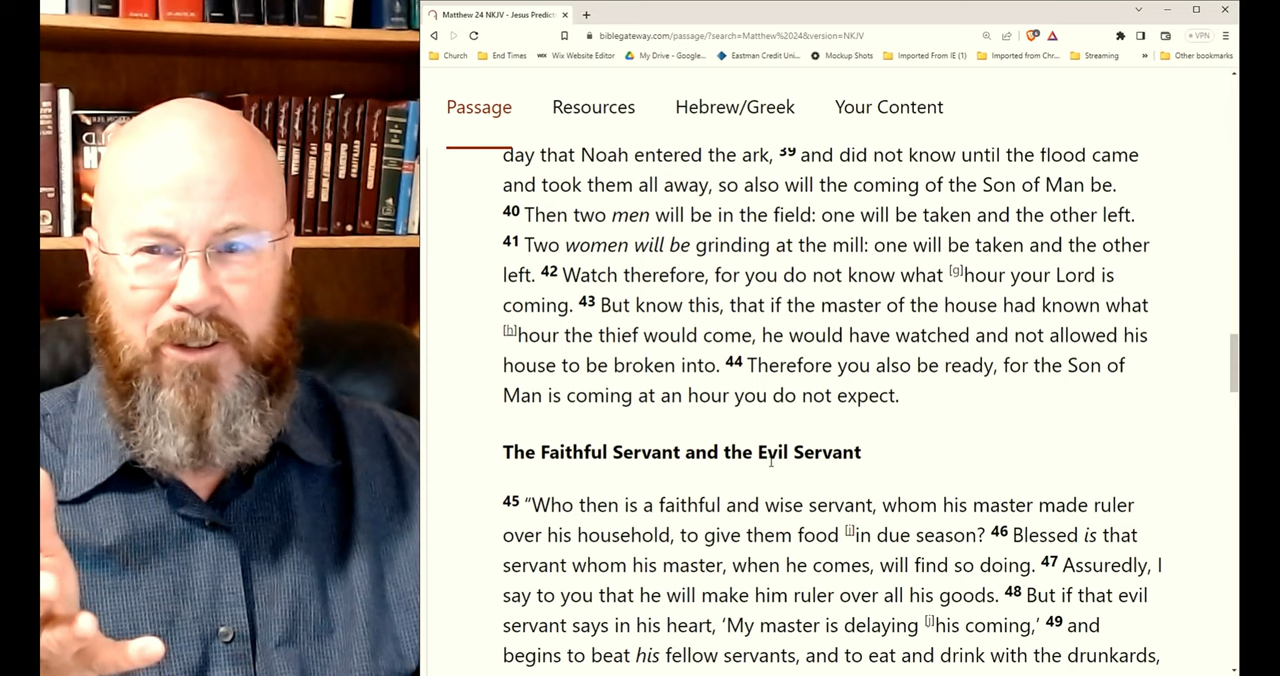 Matthew 24 NKJV - Jesus Predict
biblegateway.com/passage/?search=Matthew%2024&version=NKJV
VPN
Church
End Times
WIX Wix Website Editor
My Drive - Google...
Eastman Credit Uni...
Mockup Shots
Imported From IE (1)
Imported from Chr...
Streaming
»
Other bookmarks
Passage
Resources
Hebrew/Greek
Your Content
day that Noah entered the ark, 39 and did not know until the flood came
and took them all away, so also will the coming of the Son of Man be.
40 Then two men will be in the field: one will be taken and the other left.
41 Two women will be grinding at the mill: one will be taken and the other
left. 42 Watch therefore, for you do not know what [g]hour your Lord is
coming. 43 But know this, that if the master of the house had known what
[h]hour the thief would come, he would have watched and not allowed his
house to be broken into. 44 Therefore you also be ready, for the Son of
Man is coming at an hour you do not expect.
The Faithful Servant and the Evil Servant
45 “Who then is a faithful and wise servant, whom his master made ruler
over his household, to give them food [i]in due season? 46 Blessed is that
servant whom his master, when he comes, will find so doing. 47 Assuredly, I
say to you that he will make him ruler over all his goods. 48 But if that evil
servant says in his heart, ‘My master is delaying [j]his coming,’ 49 and
begins to beat his fellow servants, and to eat and drink with the drunkards,